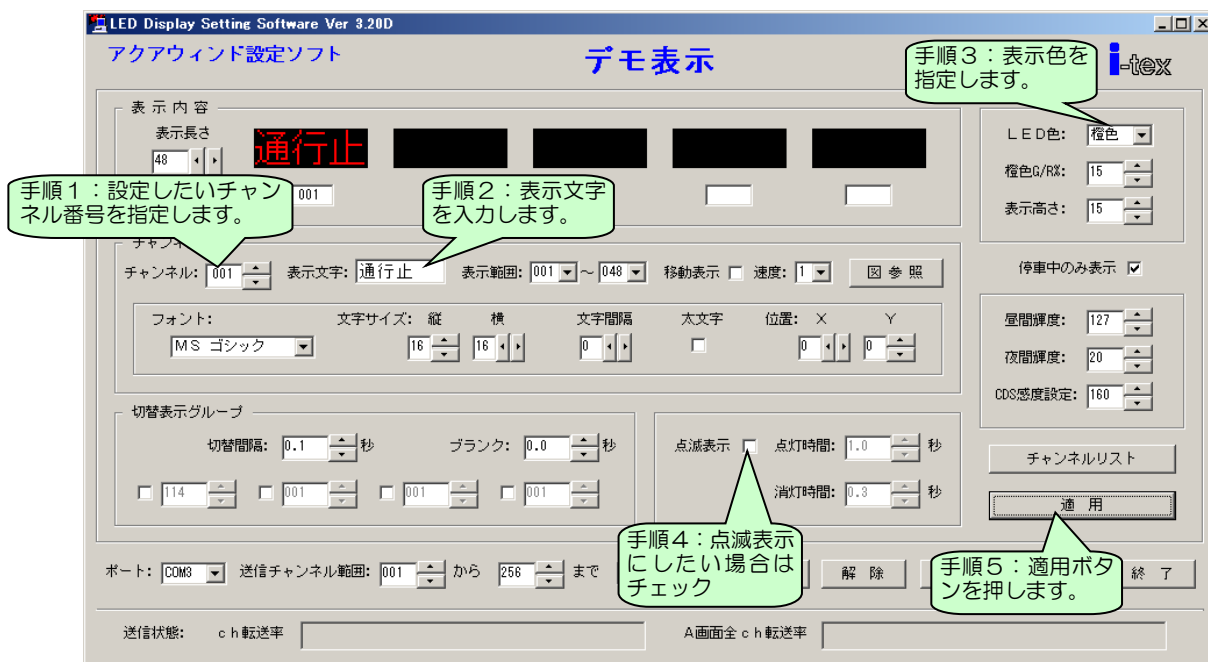 LED Display Setting Software Ver 3.20D
アクアウィンド設定ソフト
デモ表示
i-tex
手順３：表示色を
指定します。
表示内容
表示長さ
48
通行止
001
手順１：設定したいチャン
ネル番号を指定します。
手順２：表示文字
を入力します。
LED色: 橙色
橙色G/R%: 15
表示高さ: 15
チャンネル: 001 表示文字: 通行止 表示範囲: 001 ～ 048 移動表示 速度: 1 図参照
停車中のみ表示
フォント: 文字サイズ: 縦 横 文字間隔 太文字 位置: X Y
MS ゴシック 16 16 0 0 0
昼間輝度: 127
夜間輝度: 20
CDS感度設定: 160
切替表示グループ
切替間隔: 0.1 秒 ブランク: 0.0 秒
114 001 001 001
点滅表示 点灯時間: 1.0 秒
消灯時間: 0.3 秒
チャンネルリスト
適用
手順４：点滅表示
にしたい場合は
チェック
手順５：適用ボタ
ンを押します。
ポート: COM3 送信チャンネル範囲: 001 から 256 まで 解除 終了
送信状態: ch転送率 A画面全ch転送率